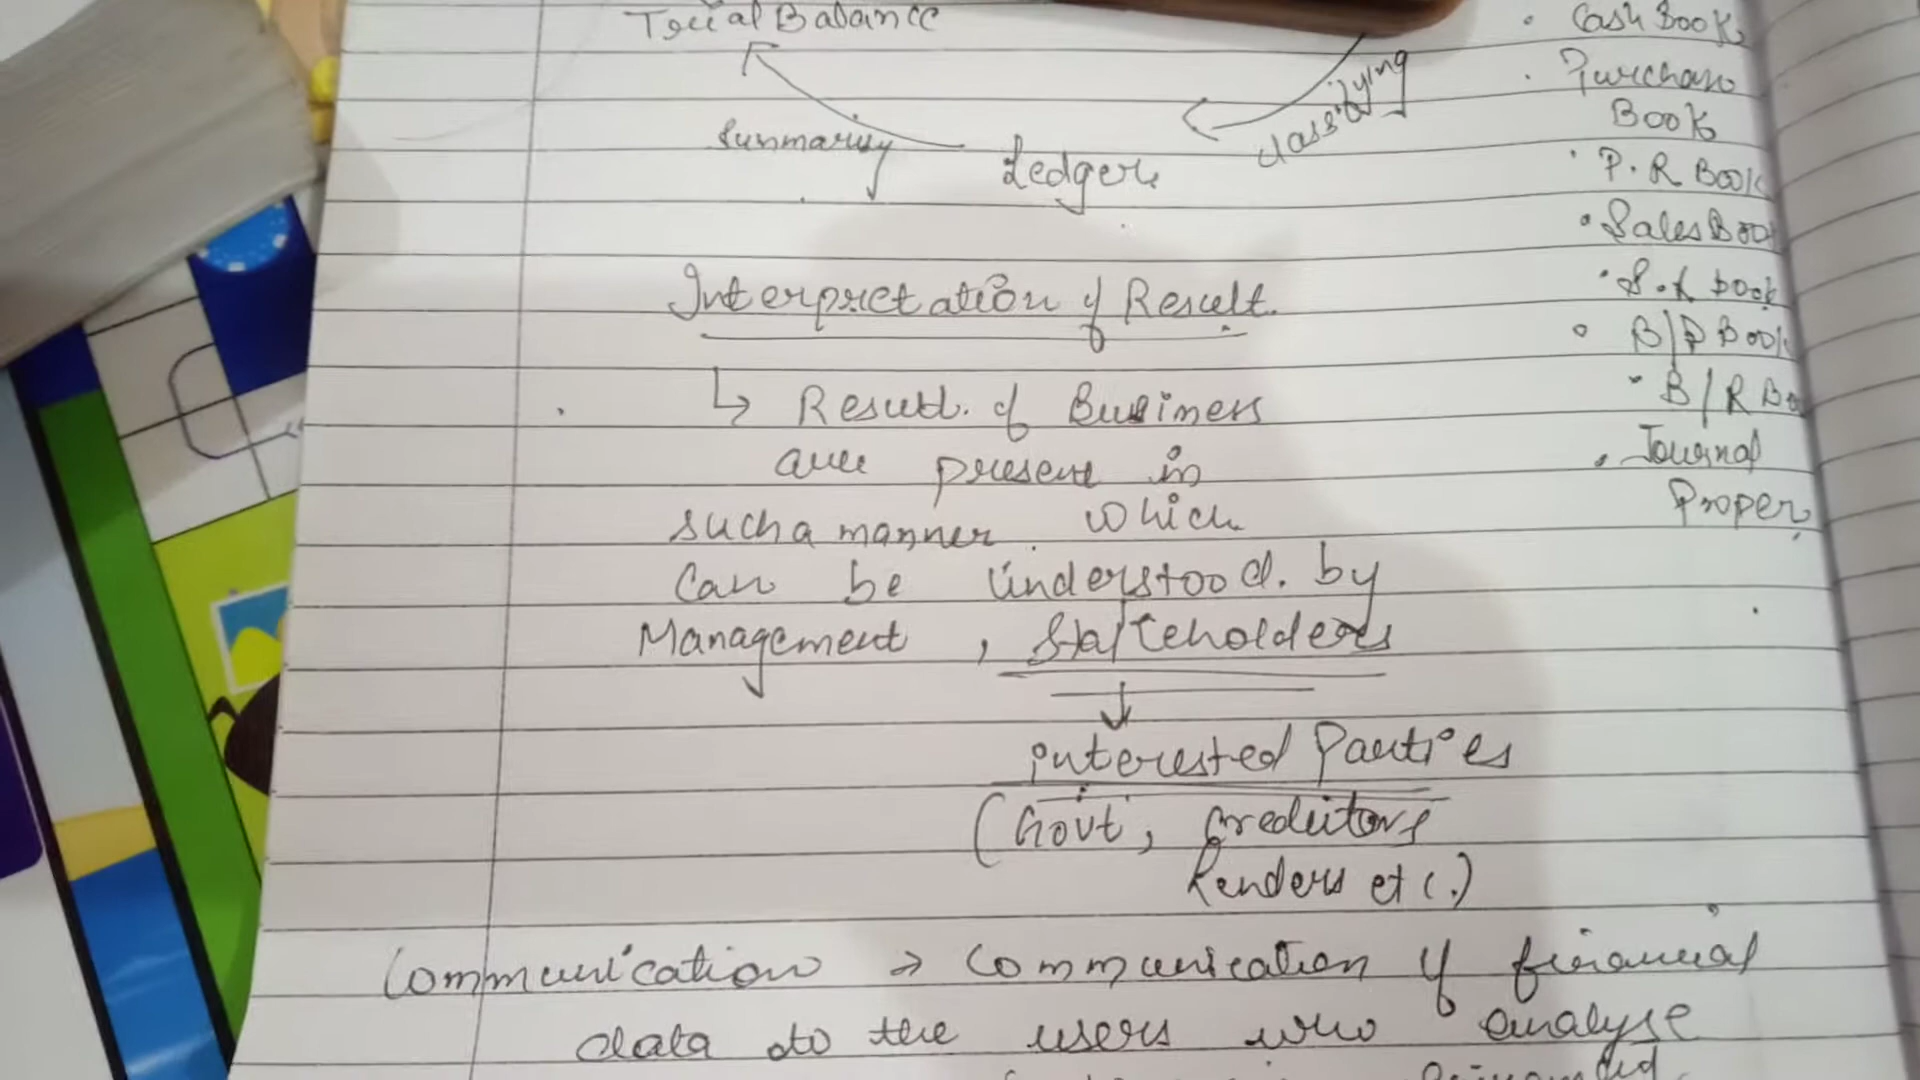 Trial Balance
summarizing
Ledger
classifying
• Cash Book
• Purchase
Book
• P.R Book
• Sales Book
• S.R Book
• B/P Book
• B/R Bo
• Journal
Proper
Interpretation of Result.
↳ Result. of Business
are present in
such a manner which
can be understood. by
Management, Stakeholders
↓
interested Parties
(Govt, Creditors
Lenders etc.)
Communication → Communication of financial
data to the users who analyse